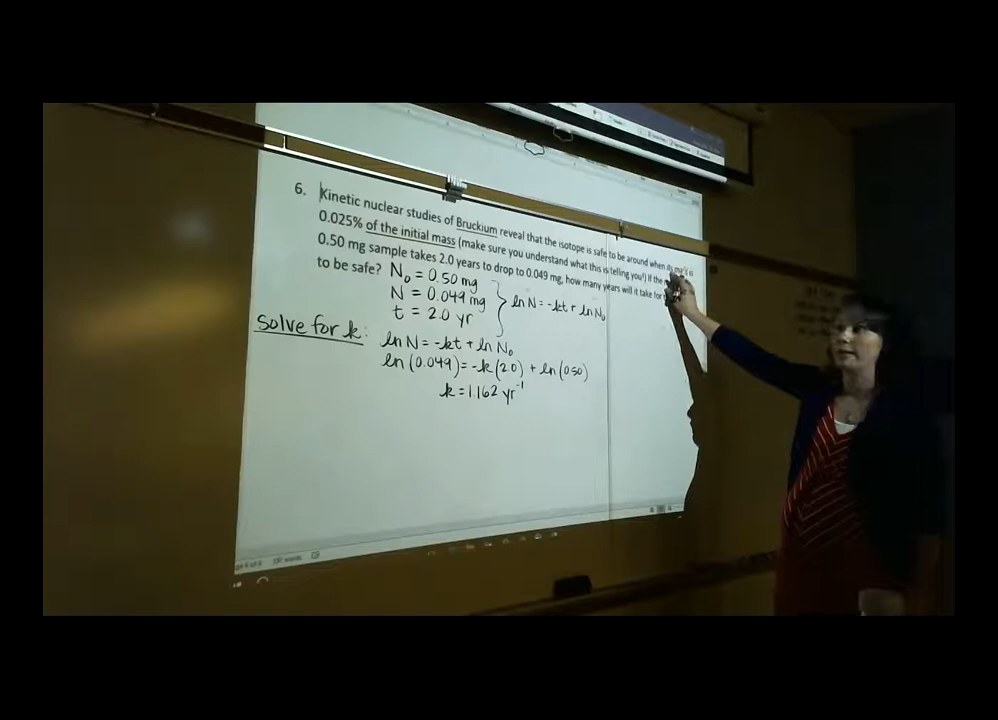 6. Kinetic nuclear studies of Bruckium reveal that the isotope is safe to be around when its mass is
0.025% of the initial mass (make sure you understand what this is telling you!) If the
0.50 mg sample takes 2.0 years to drop to 0.049 mg, how many years will it take for
to be safe?
N₀ = 0.50 mg
N = 0.049 mg
t = 2.0 yr
ln N = -kt + ln N₀
Solve for k:
ln N = -kt + ln N₀
ln (0.049) = -k (2.0) + ln (0.50)
k = 1.162 yr⁻¹
words